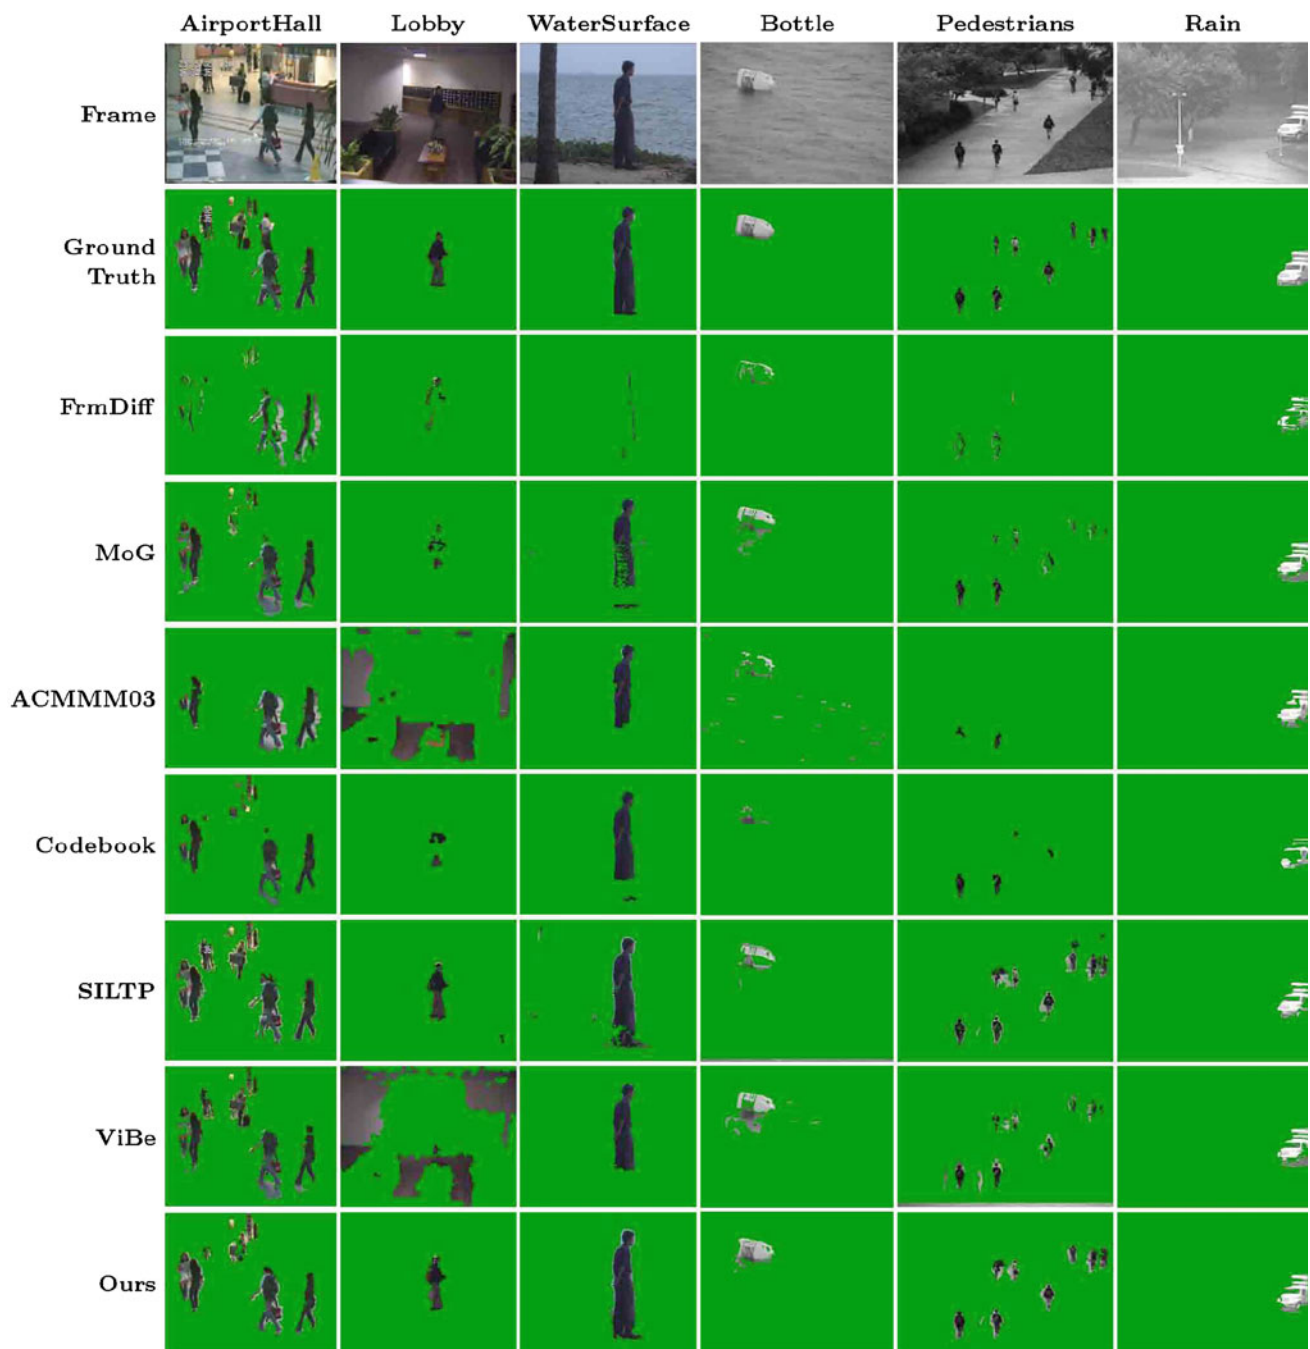 AirportHall Lobby WaterSurface Bottle Pedestrians Rain
Frame
Ground
Truth
FrmDiff
MoG
ACMMM03
Codebook
SILTP
ViBe
Ours